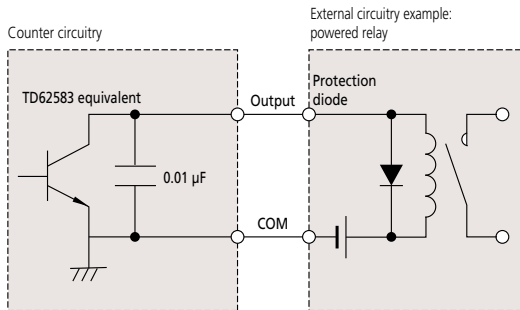 External circuitry example:
powered relay
Counter circuitry
TD62583 equivalent
Output
Protection
diode
0.01 µF
COM